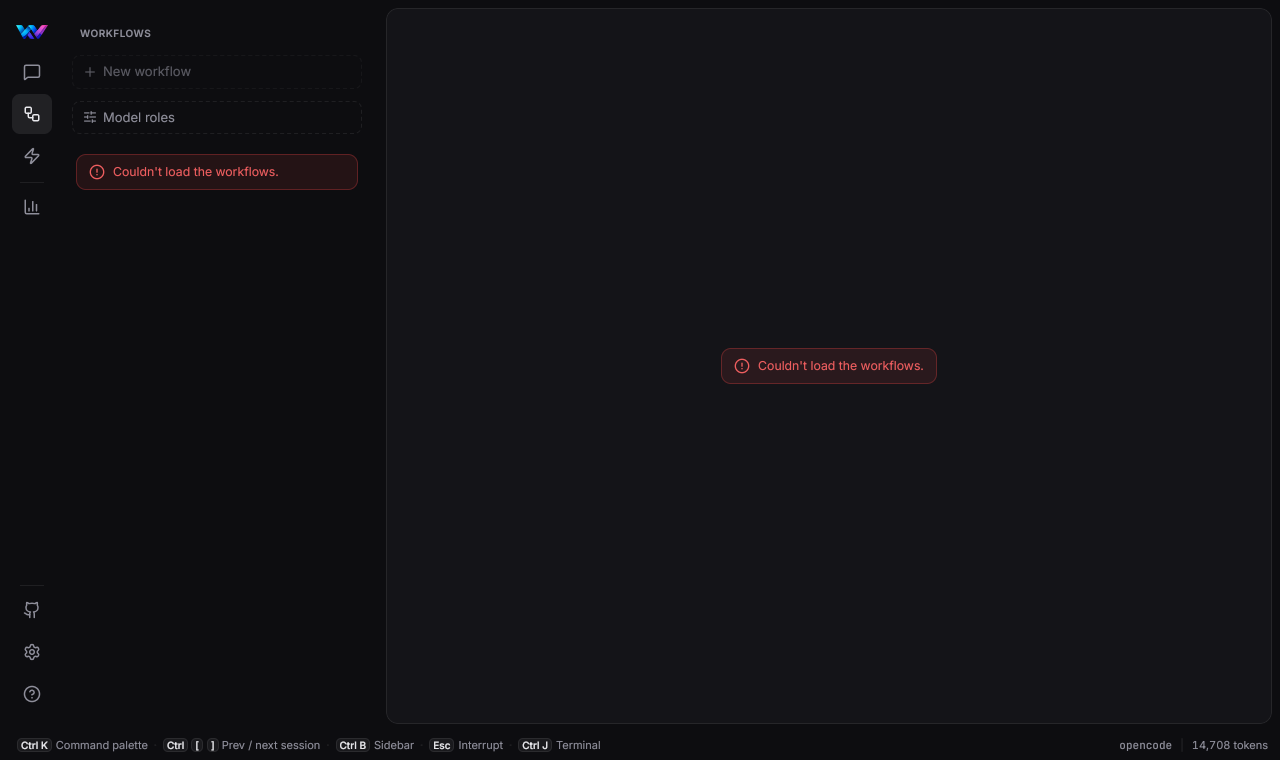 WORKFLOWS
New workflow
Model roles
Couldn't load the workflows.
Couldn't load the workflows.
Ctrl K Command palette · Ctrl [ ] Prev / next session · Ctrl B Sidebar · Esc Interrupt · Ctrl J Terminal
opencode 14,708 tokens